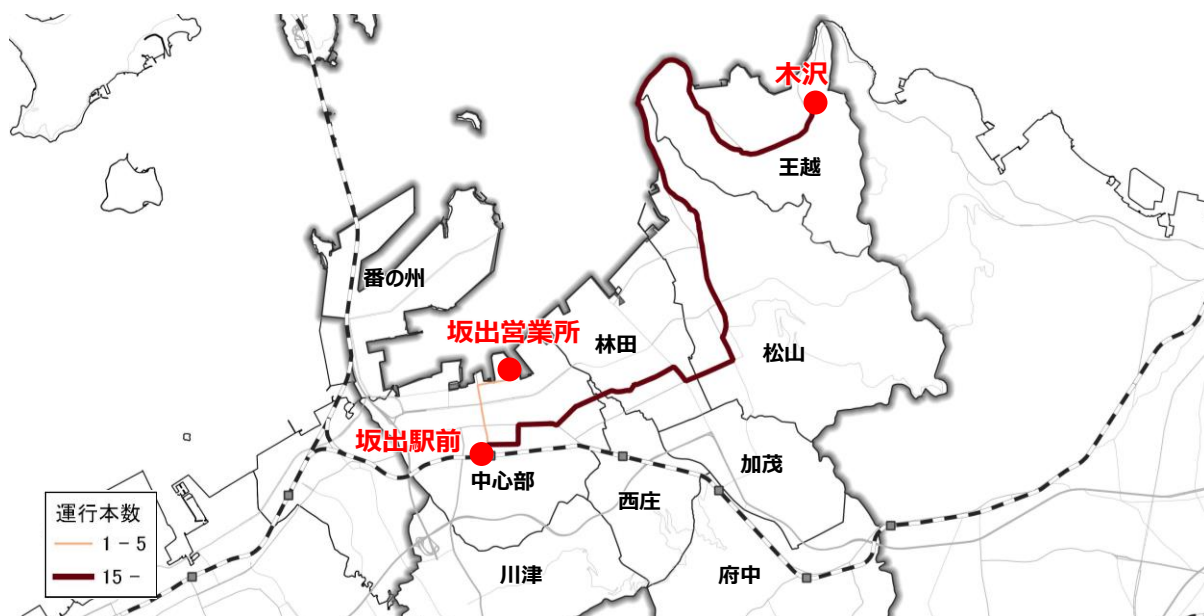 木沢
王越
番の州
坂出営業所
林田
松山
坂出駅前
中心部
加茂
西庄
川津
府中
運行本数
1 - 5
15 -